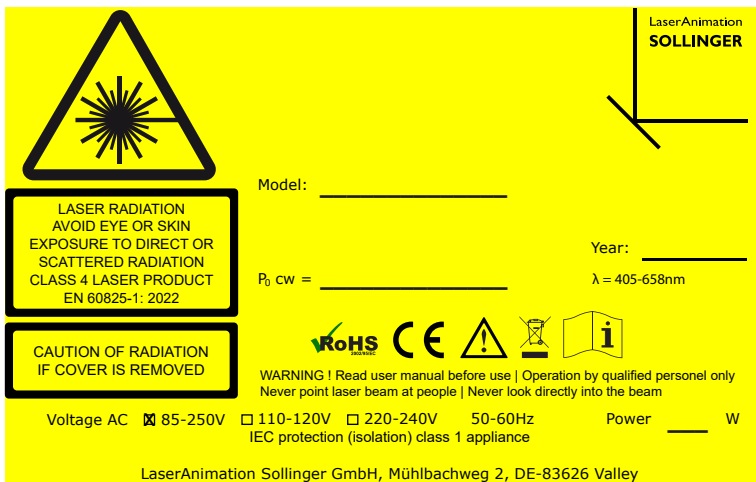 LaserAnimation
SOLLINGER
Model:
LASER RADIATION
AVOID EYE OR SKIN
EXPOSURE TO DIRECT OR
SCATTERED RADIATION
CLASS 4 LASER PRODUCT
EN 60825-1: 2022
Year:
P₀ cw =
λ = 405-658nm
RoHS
2002/95/EC
CE
i
CAUTION OF RADIATION
IF COVER IS REMOVED
WARNING ! Read user manual before use | Operation by qualified personel only
Never point laser beam at people | Never look directly into the beam
Voltage AC ☒ 85-250V ☐ 110-120V ☐ 220-240V 50-60Hz Power ___ W
IEC protection (isolation) class 1 appliance
LaserAnimation Sollinger GmbH, Mühlbachweg 2, DE-83626 Valley